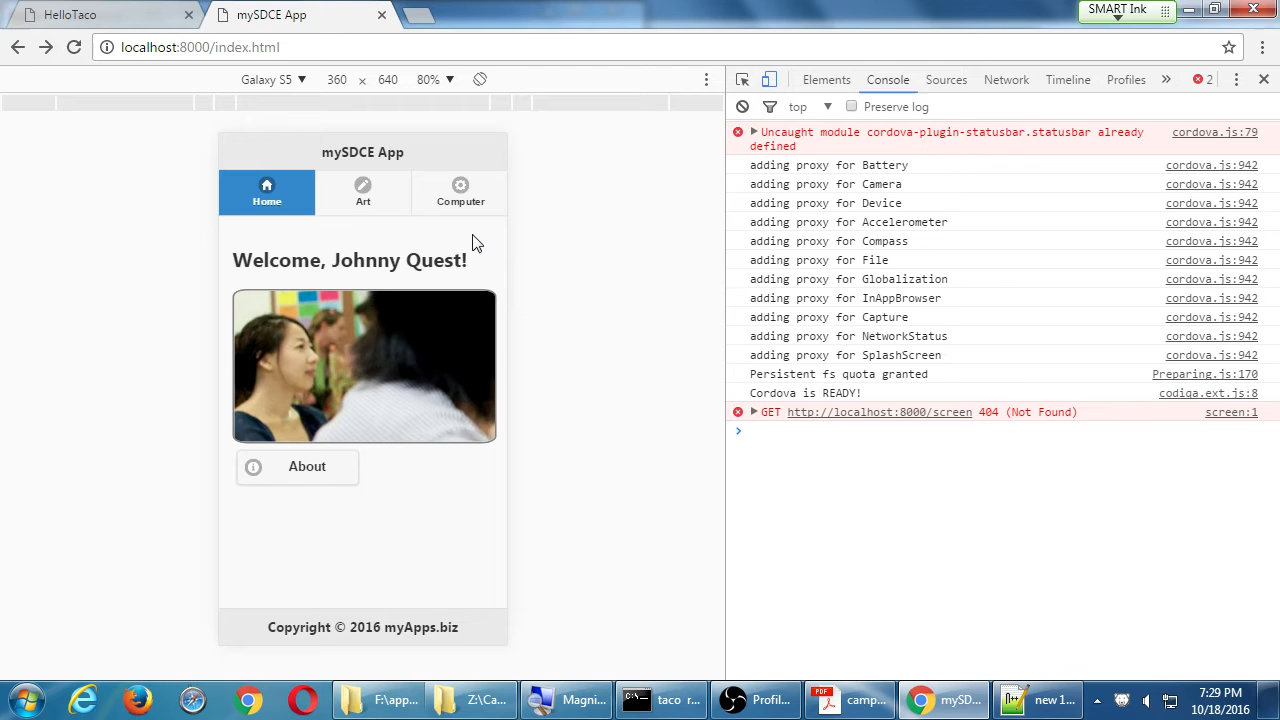 HelloTaco
mySDCE App
SMART Ink
localhost:8000/index.html
Galaxy S5 360 × 640 80%
Elements Console Sources Network Timeline Profiles » 2
top Preserve log
mySDCE App
Home Art Computer
Welcome, Johnny Quest!
About
Copyright © 2016 myApps.biz
Uncaught module cordova-plugin-statusbar.statusbar already cordova.js:79
defined
adding proxy for Battery cordova.js:942
adding proxy for Camera cordova.js:942
adding proxy for Device cordova.js:942
adding proxy for Accelerometer cordova.js:942
adding proxy for Compass cordova.js:942
adding proxy for File cordova.js:942
adding proxy for Globalization cordova.js:942
adding proxy for InAppBrowser cordova.js:942
adding proxy for Capture cordova.js:942
adding proxy for NetworkStatus cordova.js:942
adding proxy for SplashScreen cordova.js:942
Persistent fs quota granted Preparing.js:170
Cordova is READY! codiqa.ext.js:8
GET http://localhost:8000/screen 404 (Not Found) screen:1
F:\app... Z:\Ca... Magni... taco r... Profil... PDF camp... mySD... new 1... 7:29 PM
10/18/2016